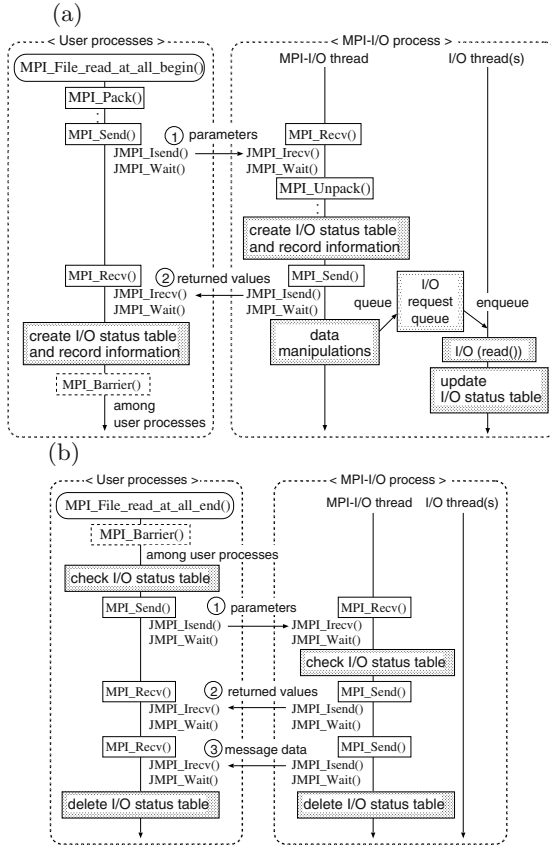 (a)
< User processes >
MPI_File_read_at_all_begin()
MPI_Pack()
:
MPI_Send()
JMPI_Isend()
JMPI_Wait()
1 parameters
MPI_Recv()
JMPI_Irecv()
JMPI_Wait()
create I/O status table
and record information
MPI_Barrier()
among
user processes
2 returned values
< MPI-I/O process >
MPI-I/O thread
I/O thread(s)
MPI_Recv()
JMPI_Irecv()
JMPI_Wait()
MPI_Unpack()
:
create I/O status table
and record information
MPI_Send()
JMPI_Isend()
JMPI_Wait()
data
manipulations
queue
I/O
request
queue
enqueue
I/O (read())
update
I/O status table
(b)
< User processes >
MPI_File_read_at_all_end()
MPI_Barrier()
among user processes
check I/O status table
MPI_Send()
JMPI_Isend()
JMPI_Wait()
1 parameters
MPI_Recv()
JMPI_Irecv()
JMPI_Wait()
2 returned values
MPI_Recv()
JMPI_Irecv()
JMPI_Wait()
3 message data
delete I/O status table
< MPI-I/O process >
MPI-I/O thread
I/O thread(s)
MPI_Recv()
JMPI_Irecv()
JMPI_Wait()
check I/O status table
MPI_Send()
JMPI_Isend()
JMPI_Wait()
MPI_Send()
JMPI_Isend()
JMPI_Wait()
delete I/O status table